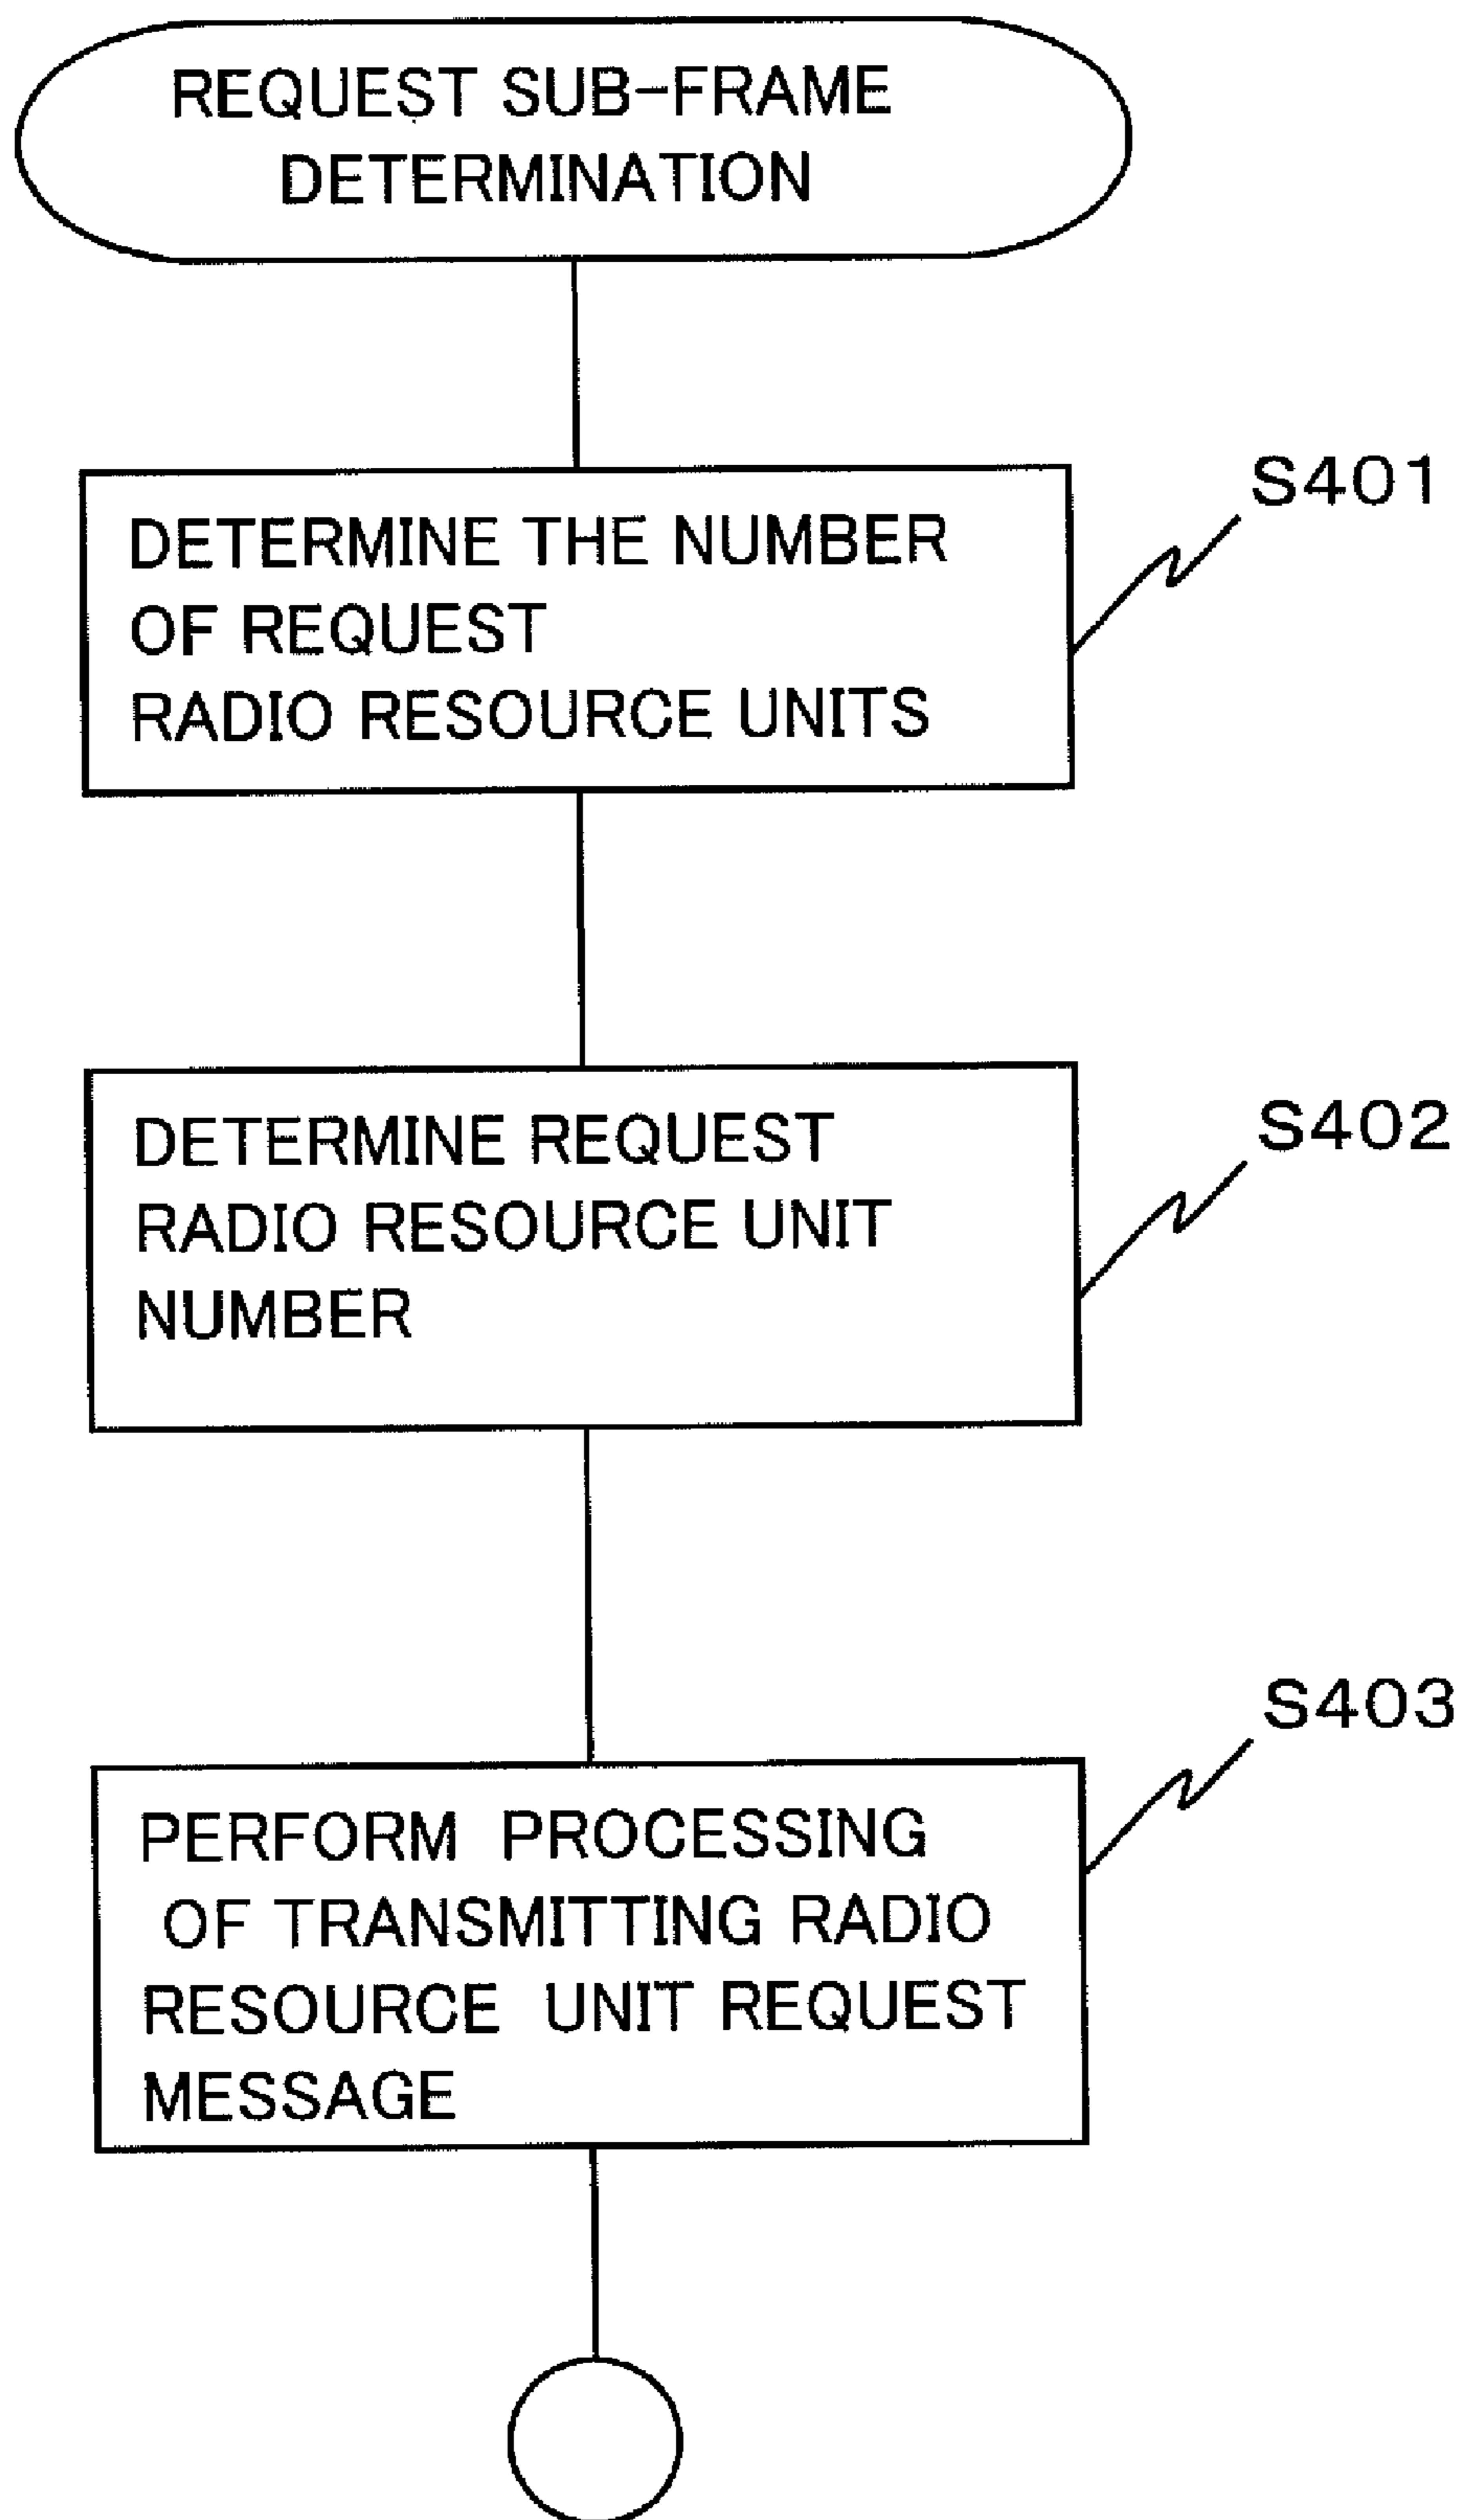 REQUEST SUB-FRAME
DETERMINATION
S401
DETERMINE THE NUMBER
OF REQUEST
RADIO RESOURCE UNITS
S402
DETERMINE REQUEST
RADIO RESOURCE UNIT
NUMBER
S403
PERFORM PROCESSING
OF TRANSMITTING RADIO
RESOURCE UNIT REQUEST
MESSAGE